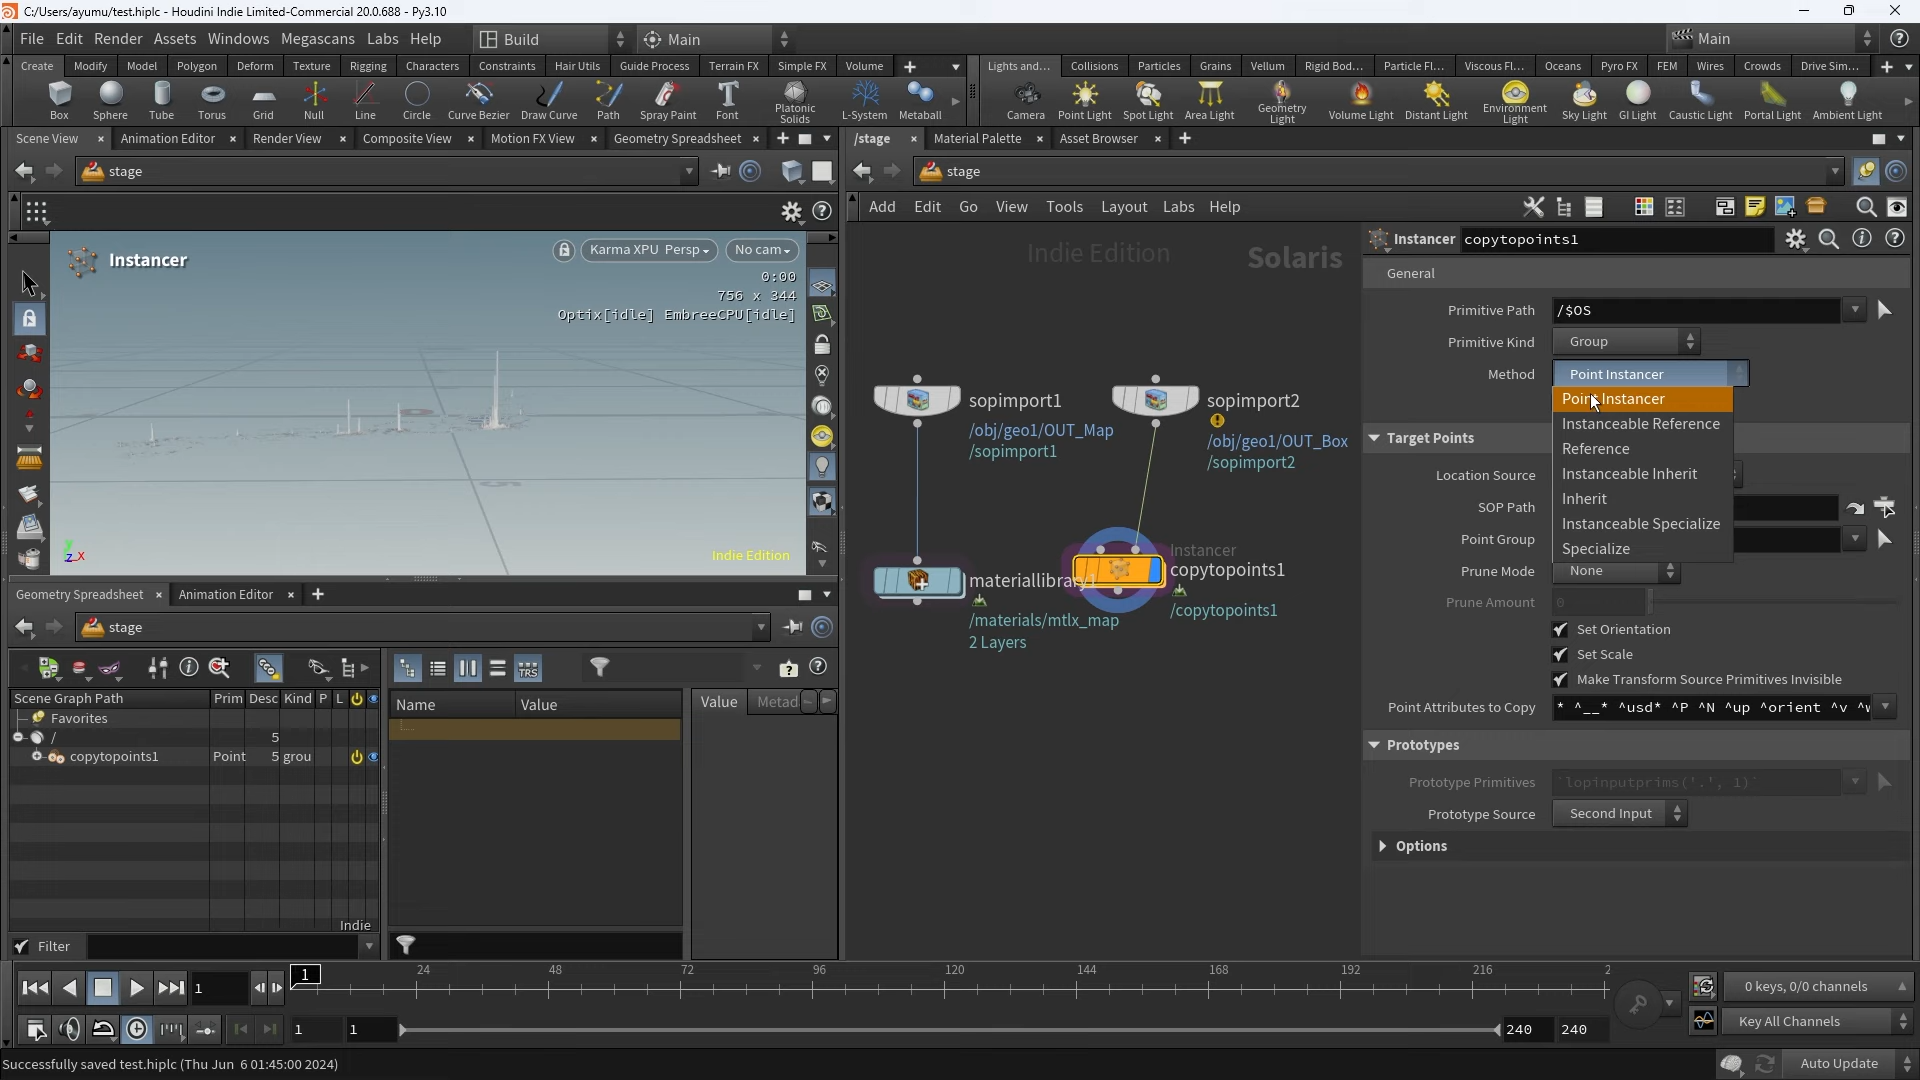 C:/Users/ayumu/test.hiplc - Houdini Indie Limited-Commercial 20.0.688 - Py3.10
File Edit Render Assets Windows Megascans Labs Help Build Main Main
Create Modify Model Polygon Deform Texture Rigging Characters Constraints Hair Utils Guide Process Terrain FX Simple FX Volume
Lights and... Collisions Particles Grains Vellum Rigid Bod... Particle Fl... Viscous Fl... Oceans Pyro FX FEM Wires Crowds Drive Sim...
Box Sphere Tube Torus Grid Null Line Circle Curve Bezier Draw Curve Path Spray Paint Font Platonic Solids L-System Metaball
Camera Point Light Spot Light Area Light Geometry Light Volume Light Distant Light Environment Light Sky Light GI Light Caustic Light Portal Light Ambient Light
Scene View Animation Editor Render View Composite View Motion FX View Geometry Spreadsheet
/stage Material Palette Asset Browser
stage
stage
Add Edit Go View Tools Layout Labs Help
Instancer
Karma XPU Persp
No cam
0:00
756 x 344
Optix[idle] EmbreeCPU[idle]
Indie Edition
Indie Edition
Solaris
sopimport1
/obj/geo1/OUT_Map
/sopimport1
sopimport2
/obj/geo1/OUT_Box
/sopimport2
materiallibrary1
/materials/mtlx_map
2 Layers
Instancer
copytopoints1
/copytopoints1
Instancer copytopoints1
General
Primitive Path /$OS
Primitive Kind Group
Method Point Instancer
Point Instancer
Instanceable Reference
Reference
Instanceable Inherit
Inherit
Instanceable Specialize
Specialize
Target Points
Location Source
SOP Path
Point Group
Prune Mode None
Prune Amount 0
Set Orientation
Set Scale
Make Transform Source Primitives Invisible
Point Attributes to Copy * ^__* ^usd* ^P ^N ^up ^orient ^v
Prototypes
Prototype Primitives `lopinputprims('.', 1)`
Prototype Source Second Input
Options
Geometry Spreadsheet Animation Editor
stage
TRS
Scene Graph Path Prim Desc Kind P L
Favorites
/ 5
copytopoints1 Point 5 grou
Name Value
Value Metad
Indie
Filter
1
1
24 48 72 96 120 144 168 192 216 2
1 1
240 240
0 keys, 0/0 channels
Key All Channels
Successfully saved test.hiplc (Thu Jun 6 01:45:00 2024)
Auto Update